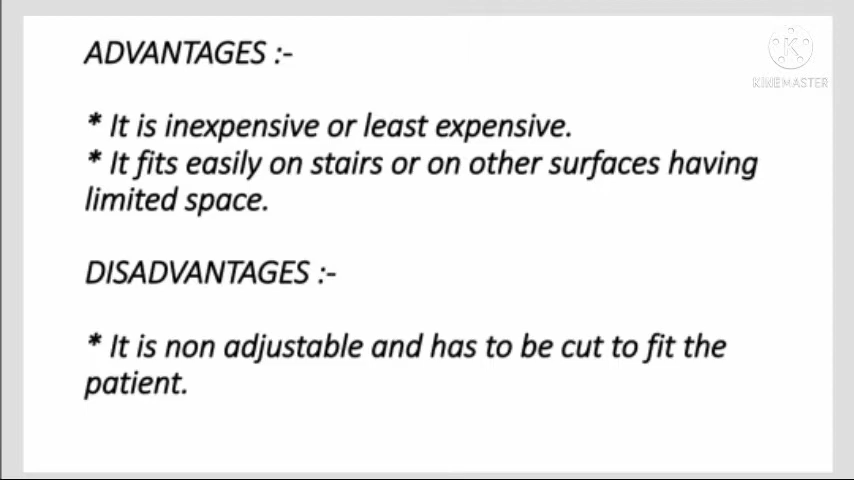 ADVANTAGES :-
KINEMASTER
* It is inexpensive or least expensive.
* It fits easily on stairs or on other surfaces having
limited space.
DISADVANTAGES :-
* It is non adjustable and has to be cut to fit the
patient.